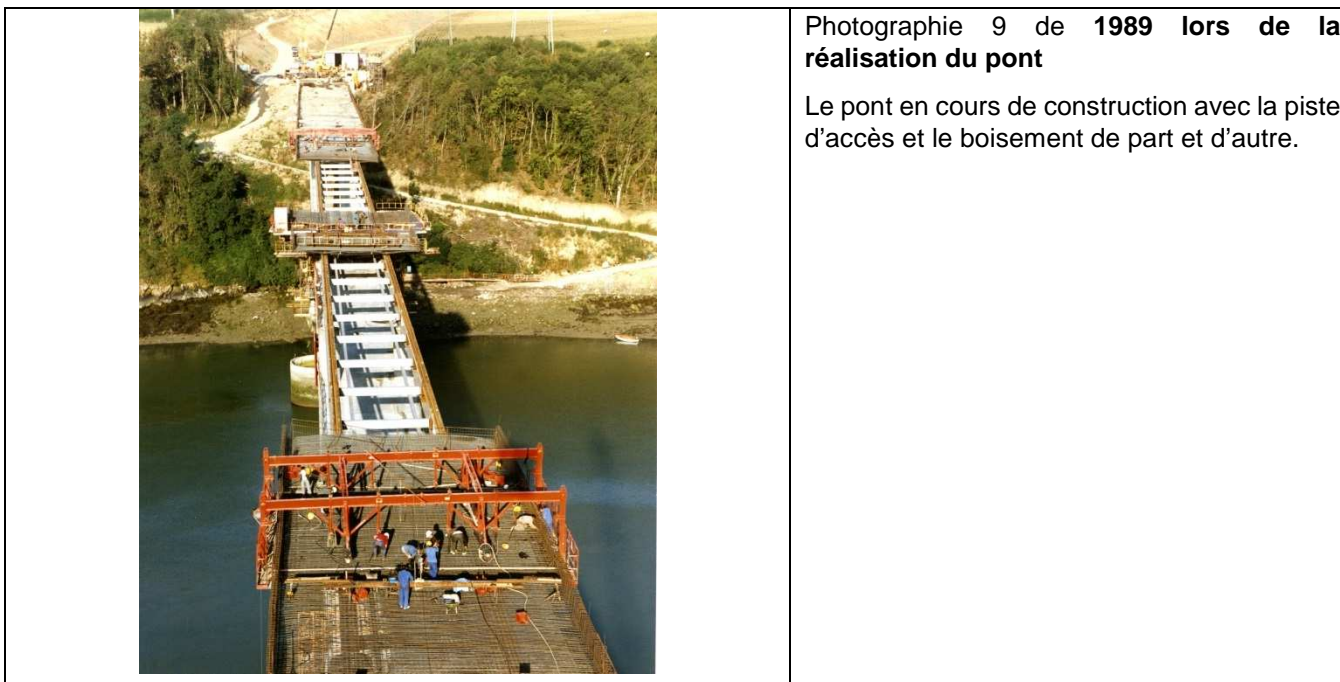 Photographie 9 de 1989 lors de la
réalisation du pont
Le pont en cours de construction avec la piste
d'accès et le boisement de part et d'autre.